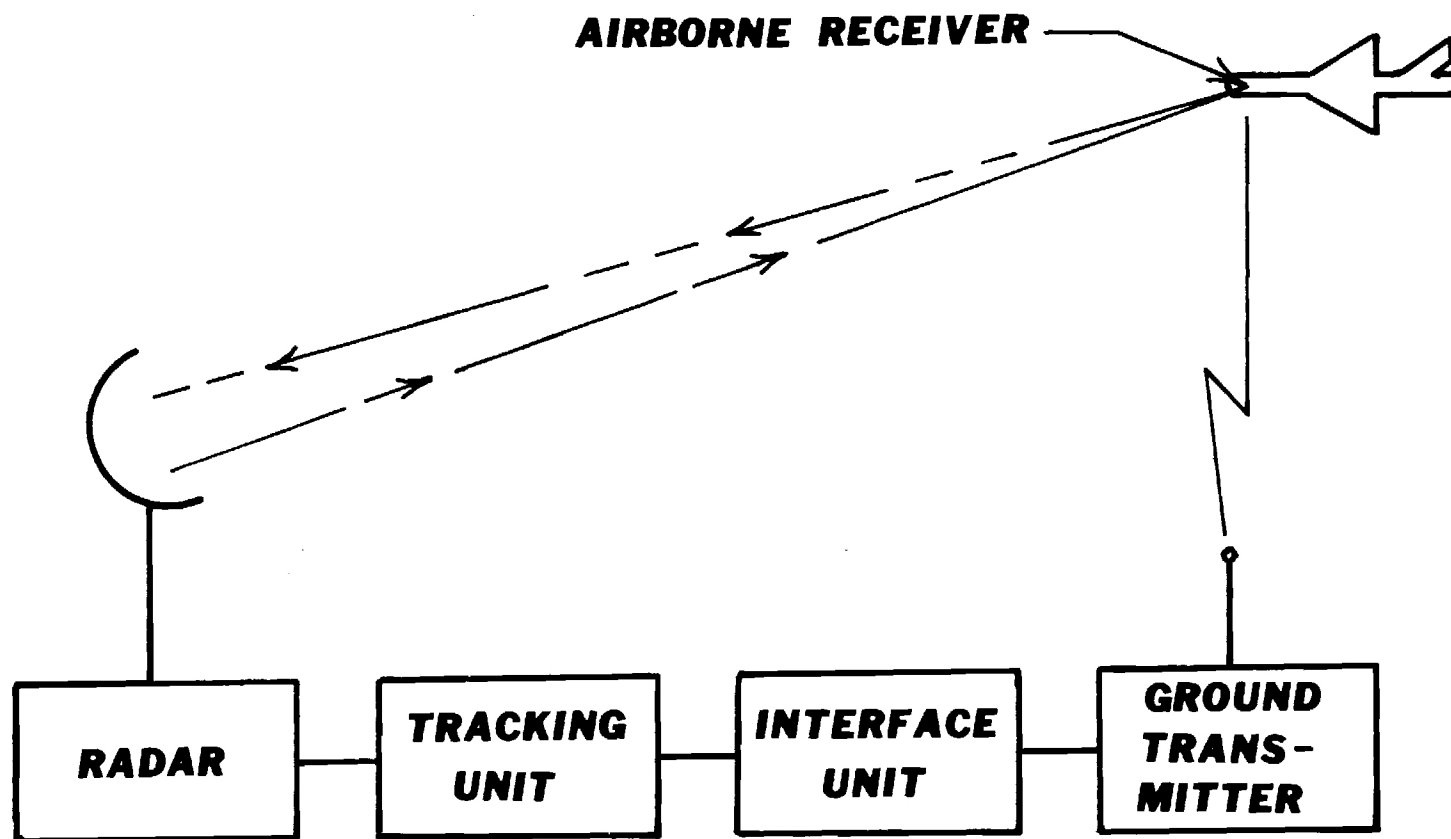 AIRBORNE RECEIVER
RADAR
TRACKING
UNIT
INTERFACE
UNIT
GROUND
TRANS-
MITTER